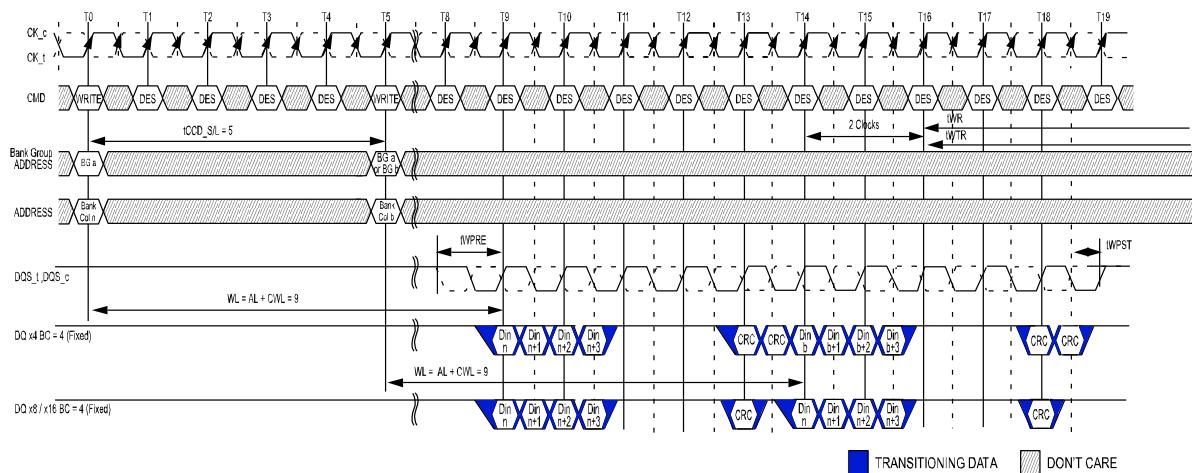 T0 T1 T2 T3 T4 T5 T8 T9 T10 T11 T12 T13 T14 T15 T16 T17 T18 T19
CK_c
CK_t
CMD WRITE DES DES DES DES WRITE DES DES DES DES DES DES DES DES DES DES DES DES
tCCD_S/L = 5 2 Clocks tWR
tWTR
Bank Group
ADDRESS BG a BG a
or BG b
ADDRESS Bank
Col n Bank
Col b
tWPRE tWPST
DQS_t,DQS_c
WL = AL + CWL = 9
DQ x4 BC = 4 (Fixed) Din
n Din
n+1 Din
n+2 Din
n+3 CRC CRC Din
b Din
b+1 Din
b+2 Din
b+3 CRC CRC
WL = AL + CWL = 9
DQ x8 / x16 BC = 4 (Fixed) Din
n Din
n+1 Din
n+2 Din
n+3 CRC Din
n Din
n+1 Din
n+2 Din
n+3 CRC
TRANSITIONING DATA DON'T CARE